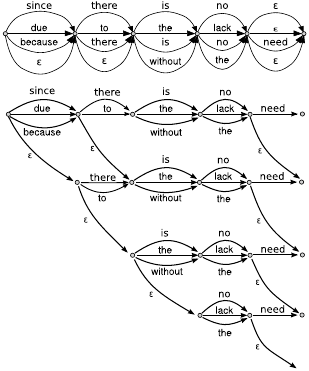 since there is no ε
due to the lack ε
because there is no need
ε ε without the ε
since there is no
due to the lack need
because without the
ε ε ε
there is no
to the lack need
without the
ε ε
is no
the lack need
without the
ε ε
no
lack need
the
ε